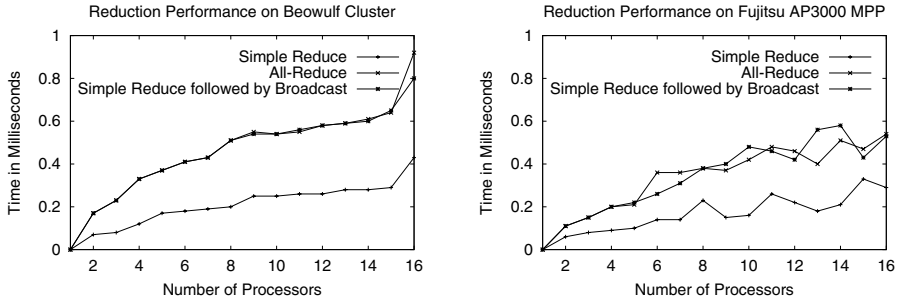 Reduction Performance on Beowulf Cluster
1
0.8
0.6
0.4
0.2
0
2 4 6 8 10 12 14 16
Time in Milliseconds
Number of Processors
Simple Reduce
All-Reduce
Simple Reduce followed by Broadcast
Reduction Performance on Fujitsu AP3000 MPP
1
0.8
0.6
0.4
0.2
0
2 4 6 8 10 12 14 16
Time in Milliseconds
Number of Processors
Simple Reduce
All-Reduce
Simple Reduce followed by Broadcast